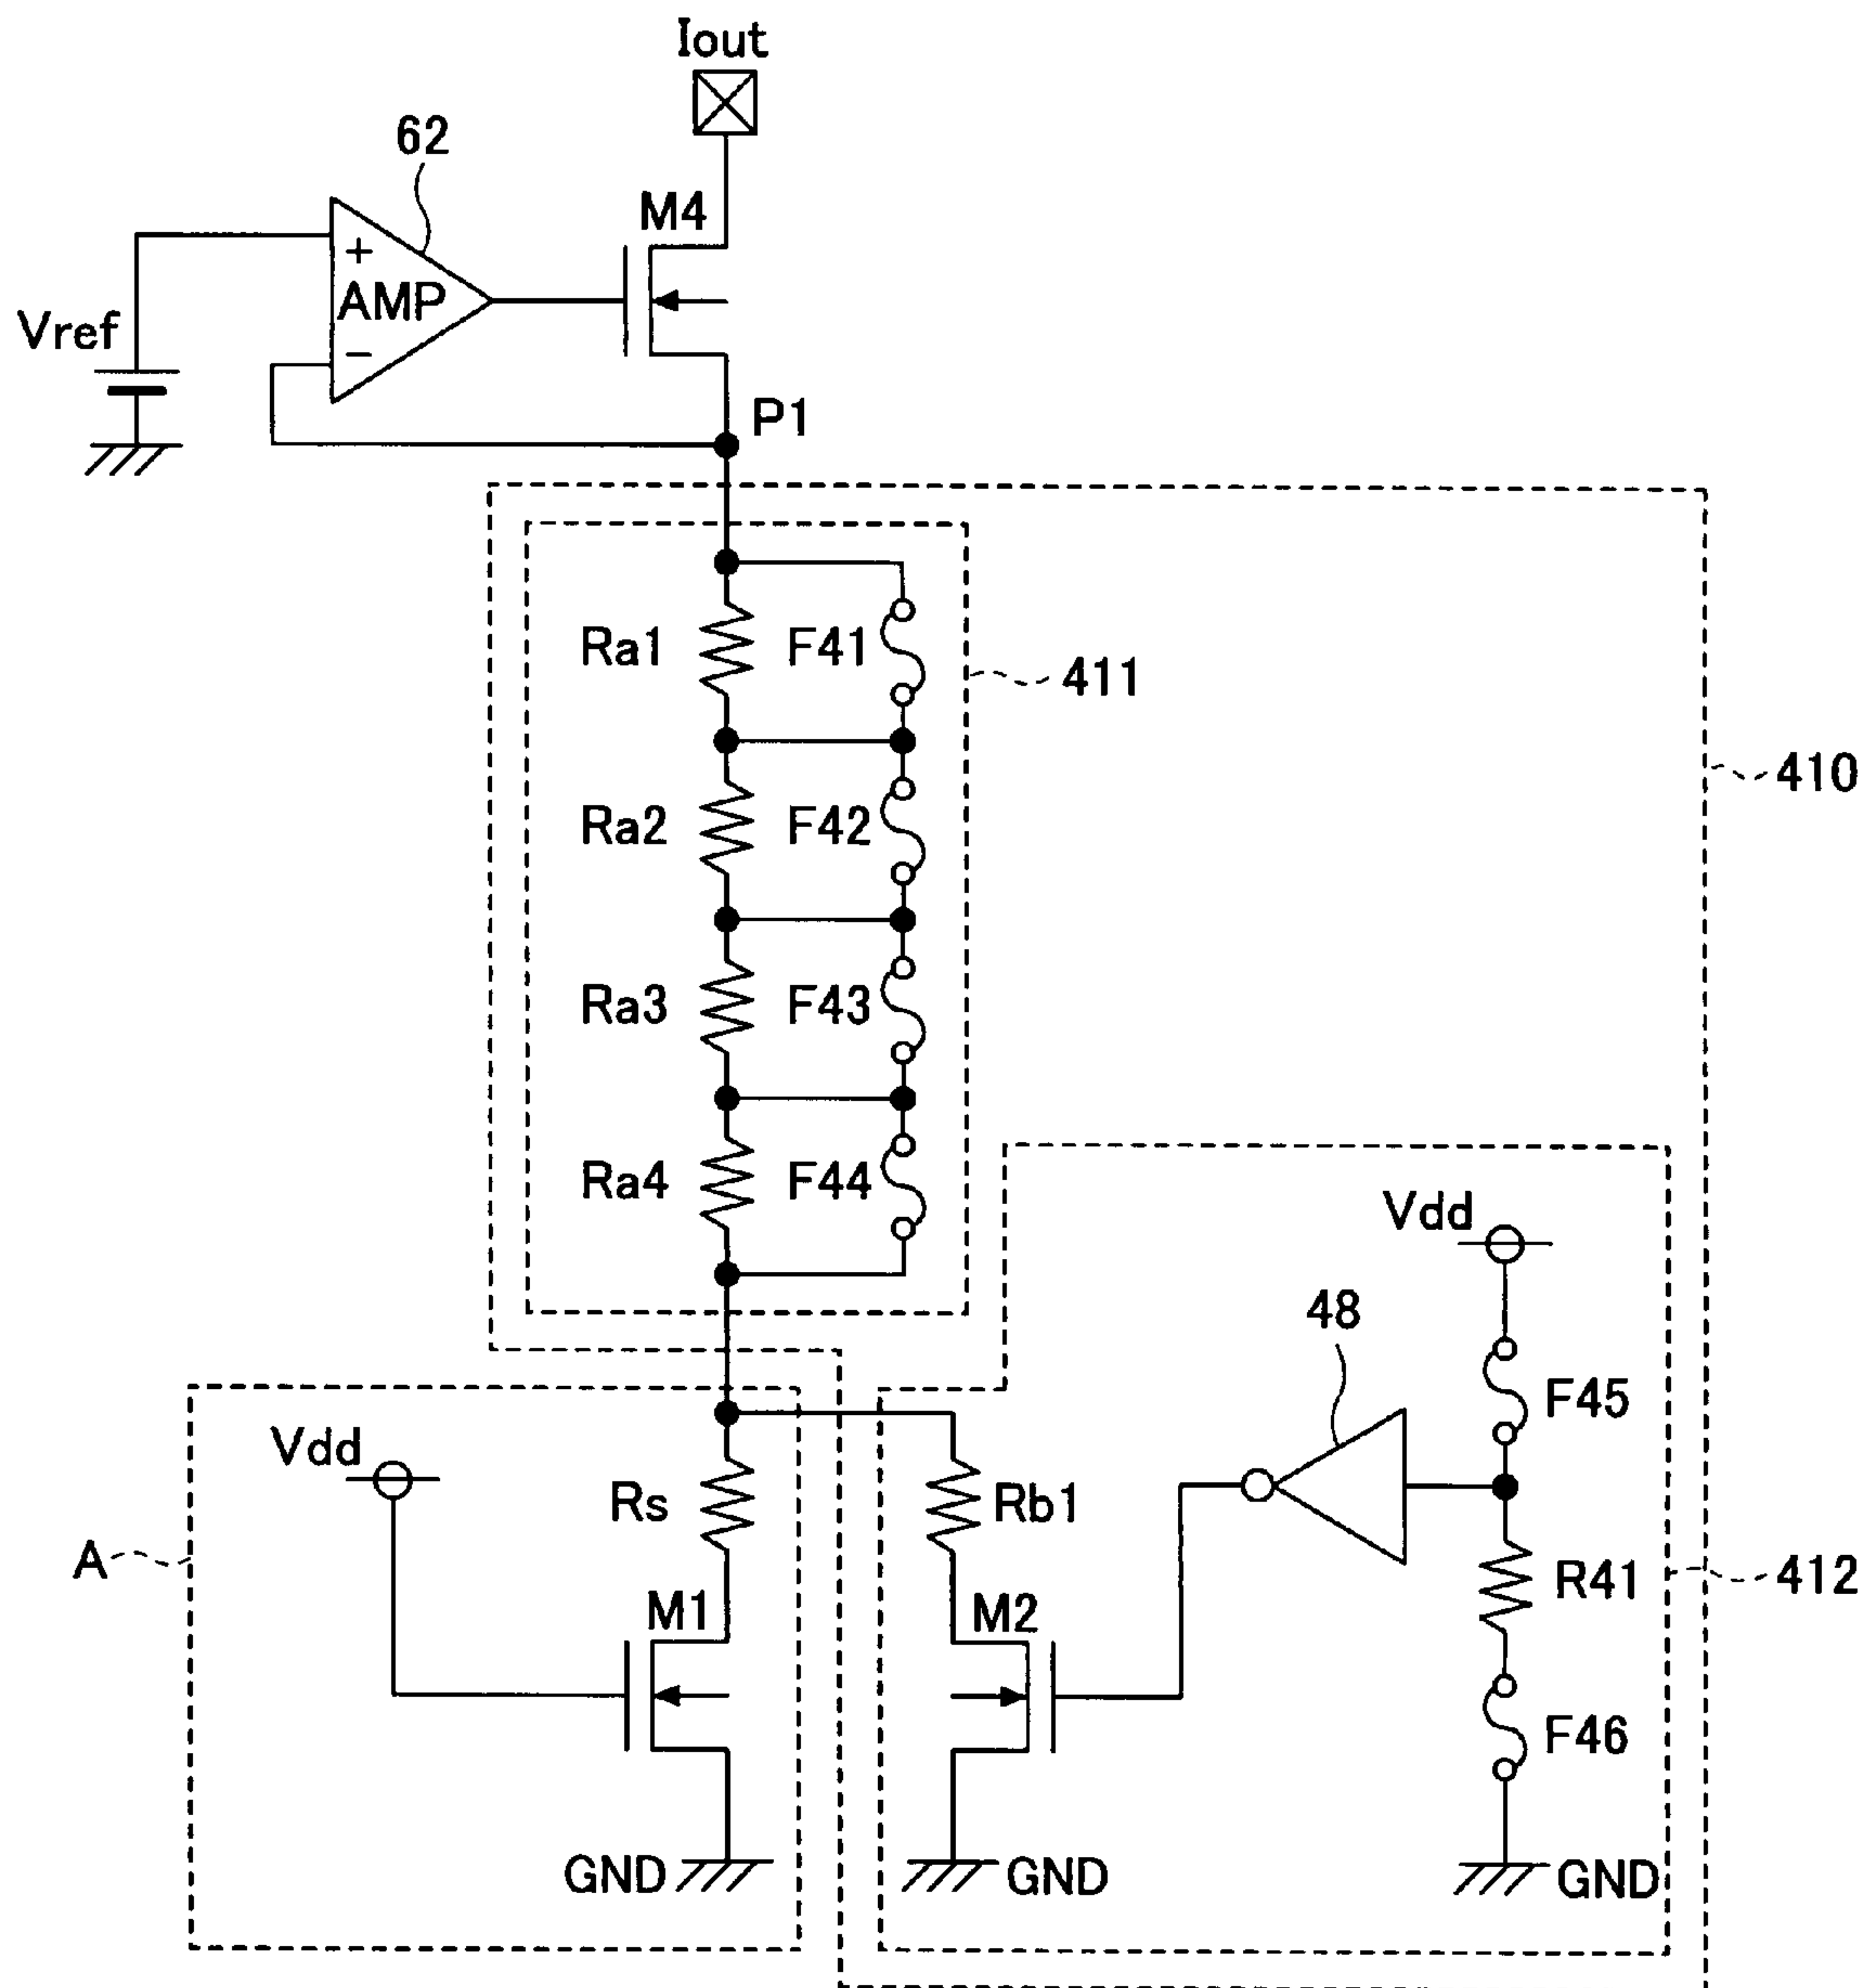 Iout
62
M4
+
AMP
−
Vref
P1
Ra1
F41
411
410
Ra2
F42
Ra3
F43
Ra4
F44
Vdd
48
F45
Vdd
Rs
Rb1
A
R41
412
M1
M2
F46
GND
GND
GND